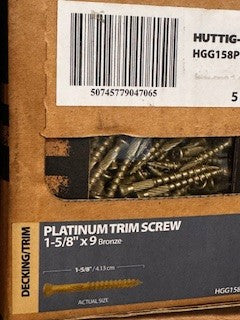 HUTTIG-
HGG158P
50745779047065
5
DECKING/TRIM
PLATINUM TRIM SCREW
1-5/8" x 9 Bronze
1-5/8" / 4.13 cm
ACTUAL SIZE
HGG158